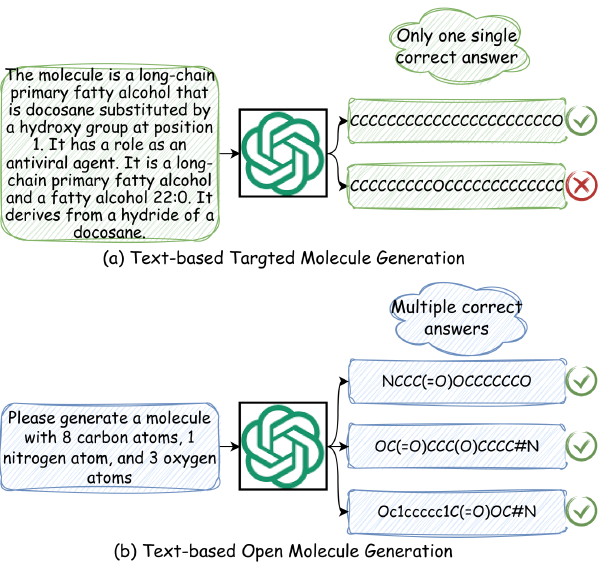 The molecule is a long-chain
primary fatty alcohol that
is docosane substituted by
a hydroxy group at position
1. It has a role as an
antiviral agent. It is a long-
chain primary fatty alcohol
and a fatty alcohol 22:0. It
derives from a hydride of a
docosane.
Only one single
correct answer
CCCCCCCCCCCCCCCCCCCCCCO
CCCCCCCCCOCCCCCCCCCCCCC
(a) Text-based Targted Molecule Generation
Please generate a molecule
with 8 carbon atoms, 1
nitrogen atom, and 3 oxygen
atoms
Multiple correct
answers
NCCC(=O)OCCCCCCO
OC(=O)CCC(O)CCCC#N
Oc1ccccc1C(=O)OC#N
(b) Text-based Open Molecule Generation